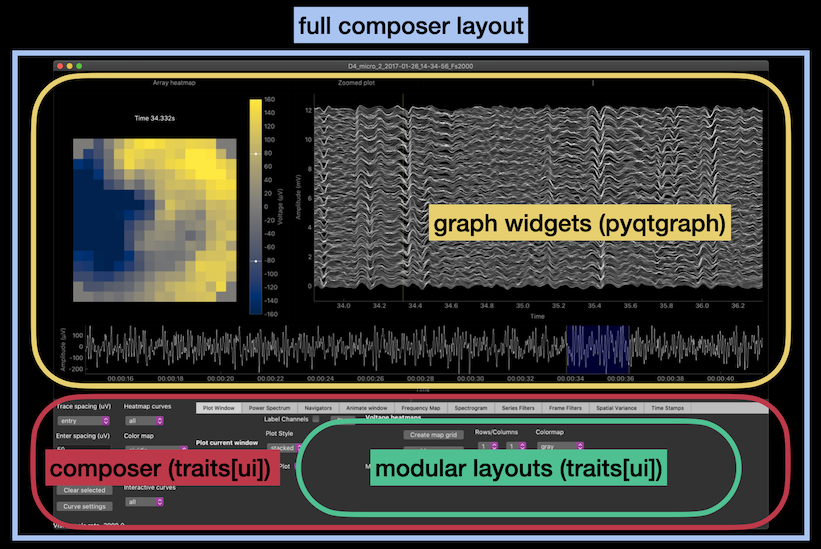 full composer layout
D4_micro_2_2017-01-26_14-34-56_Fs2000
Array heatmap
Zoomed plot
Time 34.332s
160
140
120
100
80
60
40
20
0
-20
-40
-60
-80
-100
-120
-140
-160
Voltage (μV)
Amplitude (mV)
12
10
8
6
4
2
0
34.0 34.2 34.4 34.6 34.8 35.0 35.2 35.4 35.6 35.8 36.0 36.2
Time
graph widgets (pyqtgraph)
Amplitude (μV)
100
0
-100
-200
00:00:16 00:00:18 00:00:20 00:00:22 00:00:24 00:00:26 00:00:28 00:00:30 00:00:32 00:00:34 00:00:36 00:00:38 00:00:40
Trace spacing (uV)
entry
Enter spacing (uV)
Heatmap curves
all
Color map
composer (traits[ui])
Clear selected
Curve settings
Interactive curves
all
Plot Window Power Spectrum Navigators Animate window Frequency Map Spectrogram Series Filters Frame Filters Spatial Variance Time Stamps
Label Channels
Plot Style
Plot current window
stacked
Plot
Voltage heatmaps
Create map grid
Rows/Columns
1 1
Colormap
gray
modular layouts (traits[ui])